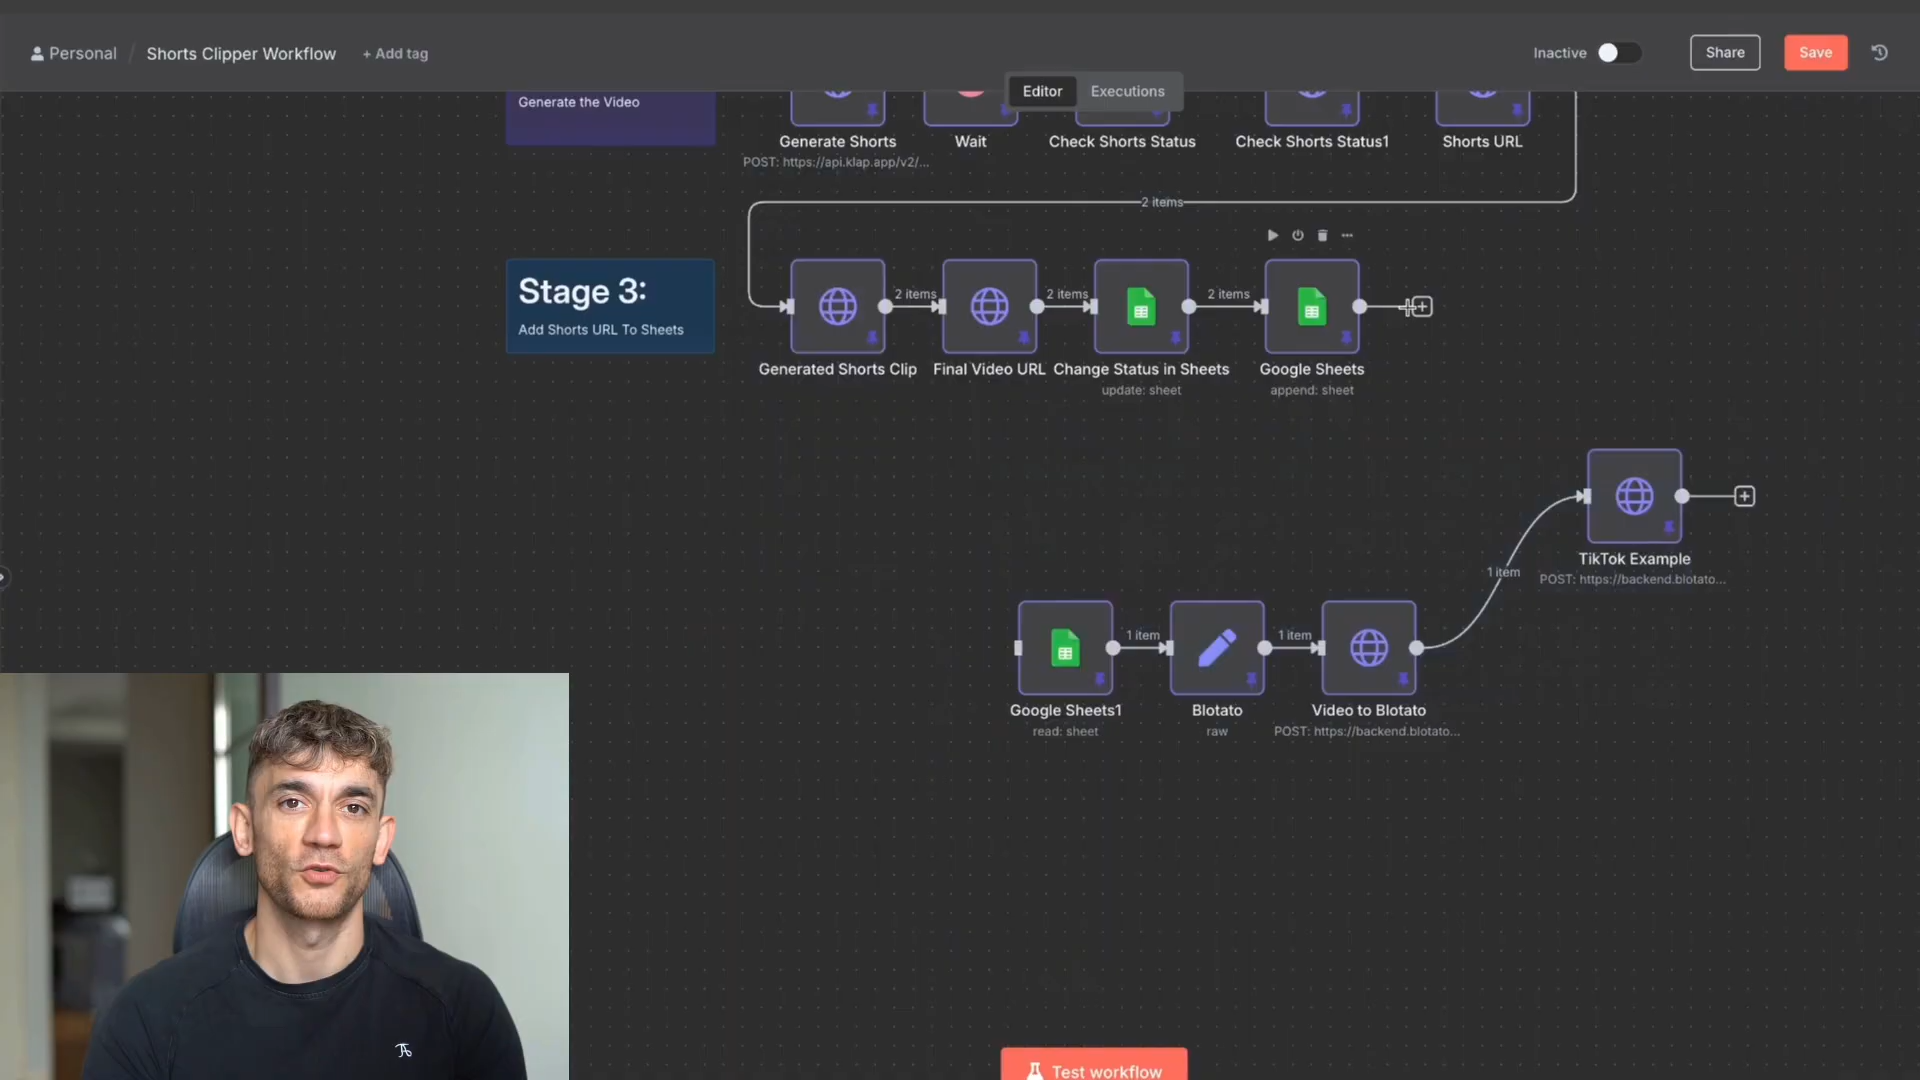 Personal / Shorts Clipper Workflow + Add tag
Inactive
Share
Save
Editor
Executions
Generate the Video
Generate Shorts
POST: https://api.klap.app/v2/...
Wait
Check Shorts Status
Check Shorts Status1
Shorts URL
2 items
Stage 3:
Add Shorts URL To Sheets
2 items
2 items
2 items
Generated Shorts Clip
Final Video URL
Change Status in Sheets
update: sheet
Google Sheets
append: sheet
TikTok Example
POST: https://backend.blotato...
1 item
1 item
1 item
Google Sheets1
read: sheet
Blotato
raw
Video to Blotato
POST: https://backend.blotato...
Test workflow